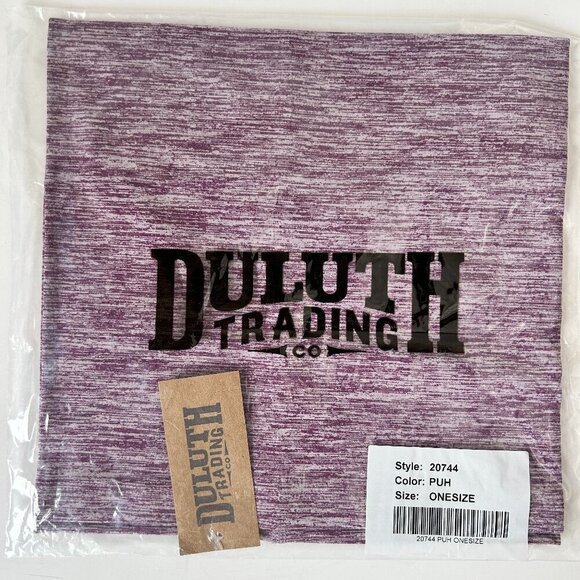 DULUTH
TRADING
CO
DULUTH
TRADING
CO
Style: 20744
Color: PUH
Size: ONESIZE
20744 PUH ONESIZE